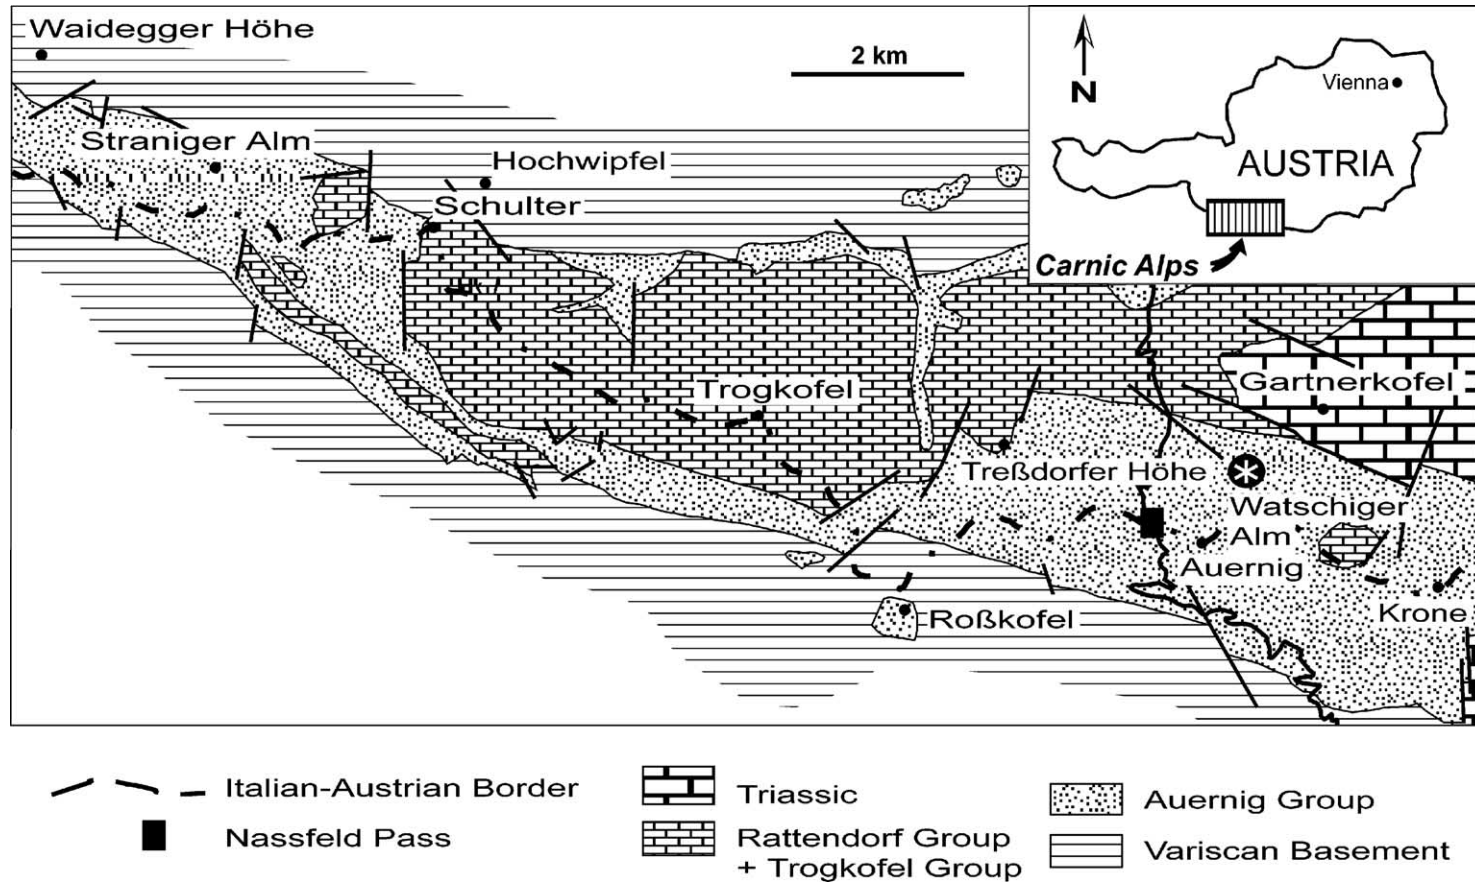 Waidegger Höhe
2 km
N
Vienna
AUSTRIA
Carnic Alps
Straniger Alm
Hochwipfel
Schulter
Trogkofel
Gartnerkofel
Treßdorfer Höhe
Watschiger
Alm
Auernig
Roßkofel
Krone
Italian-Austrian Border
Nassfeld Pass
Triassic
Rattendorf Group
+ Trogkofel Group
Auernig Group
Variscan Basement